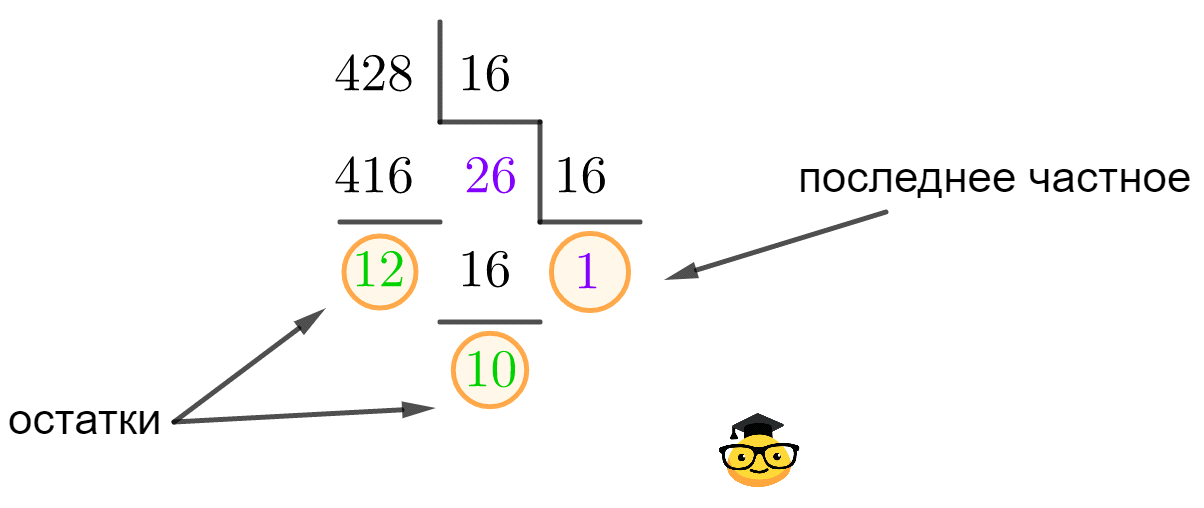 428 16
416 26 16 последнее частное
12 16 1
10
остатки